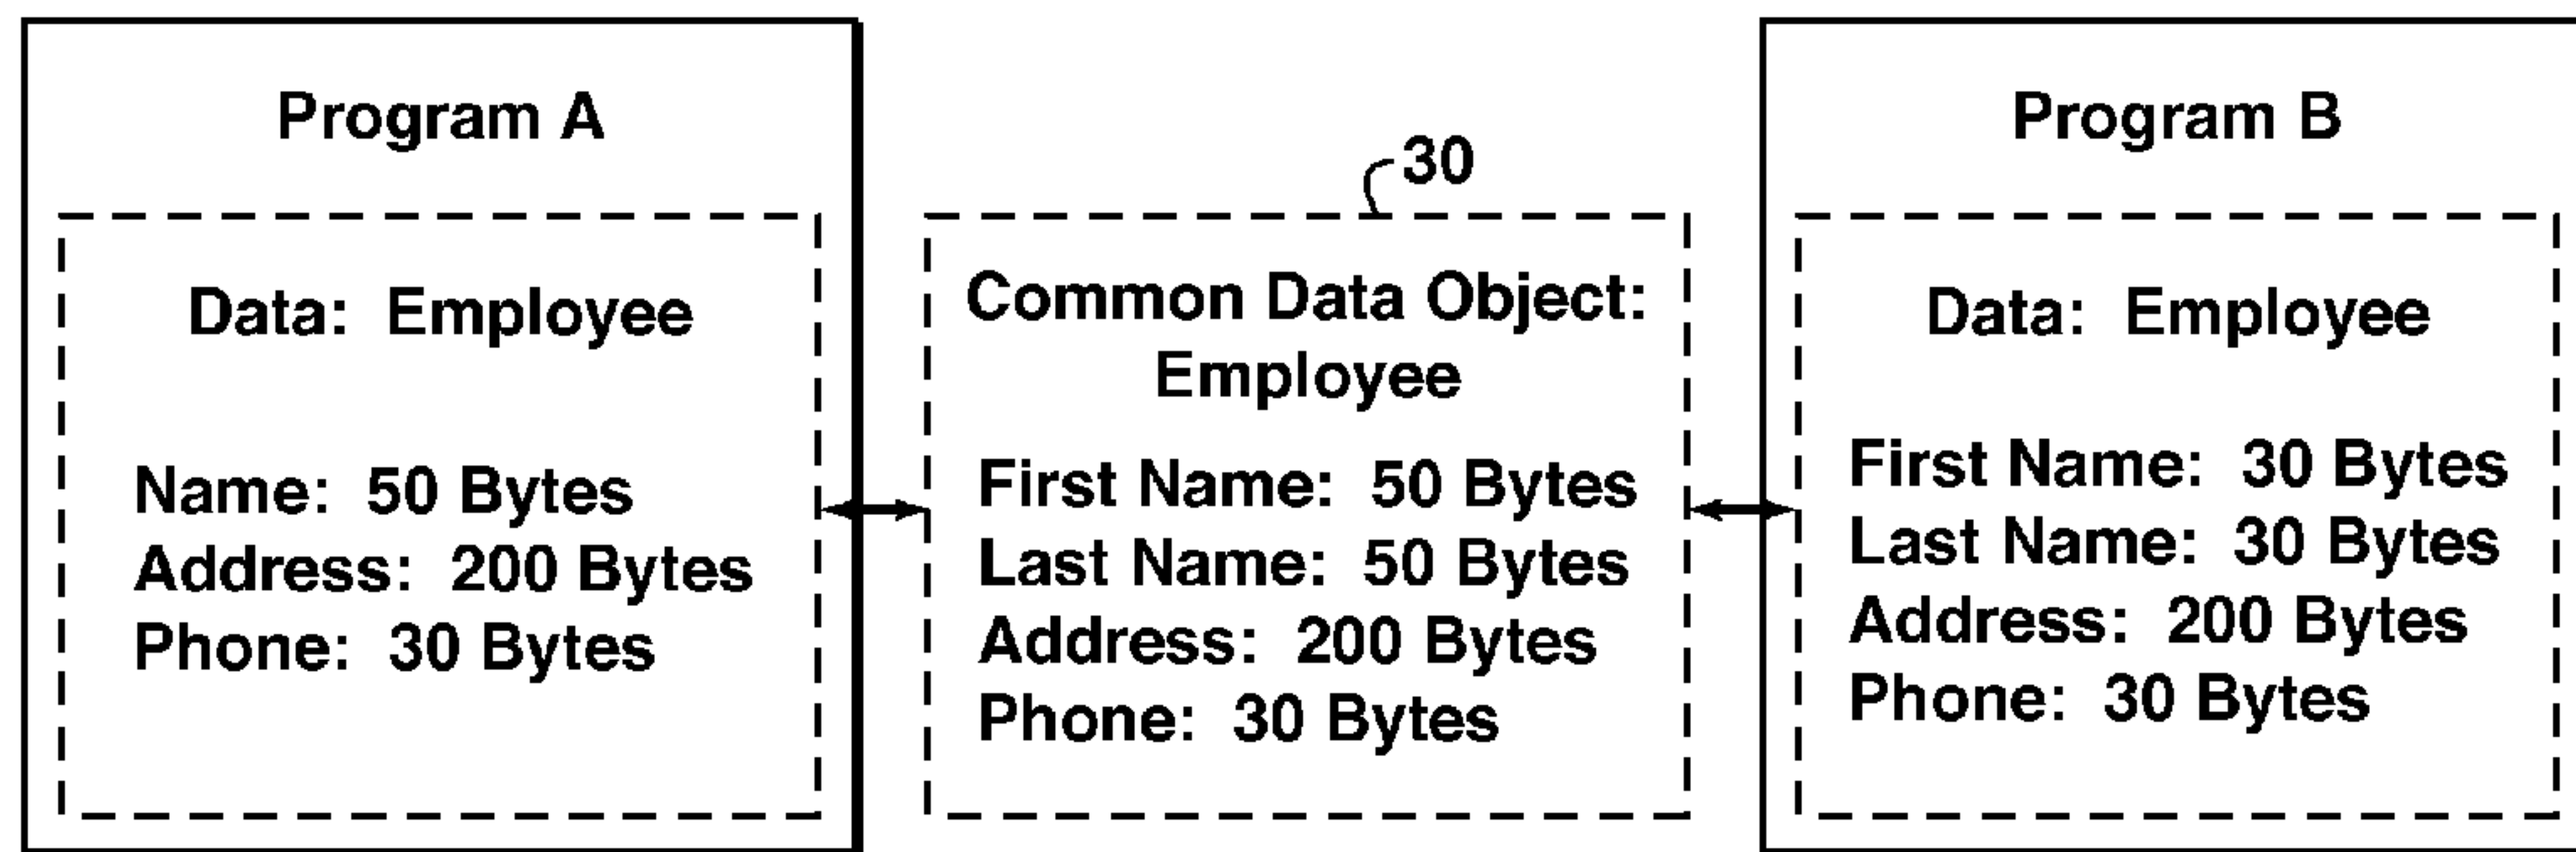 Program A
Data: Employee
Name: 50 Bytes
Address: 200 Bytes
Phone: 30 Bytes
30
Common Data Object:
Employee
First Name: 50 Bytes
Last Name: 50 Bytes
Address: 200 Bytes
Phone: 30 Bytes
Program B
Data: Employee
First Name: 30 Bytes
Last Name: 30 Bytes
Address: 200 Bytes
Phone: 30 Bytes